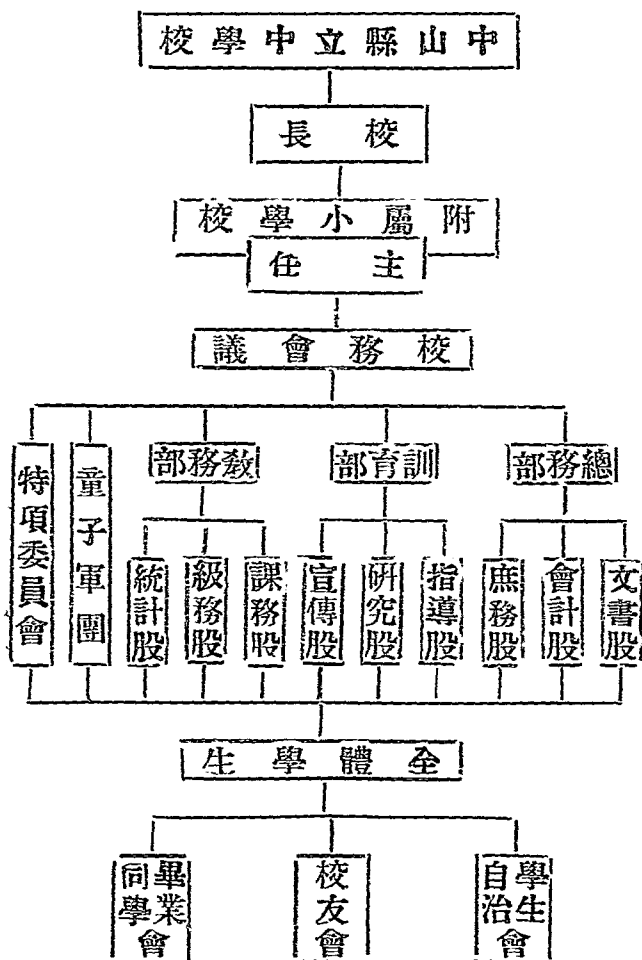 中山縣立中學校
校長
附屬小學校
主任
校務會議
總務部
訓育部
教務部
童子軍團
特項委員會
文書股
會計股
庶務股
指導股
研究股
宣傳股
課務股
級務股
統計股
全體學生
學生自治會
校友會
畢業同學會